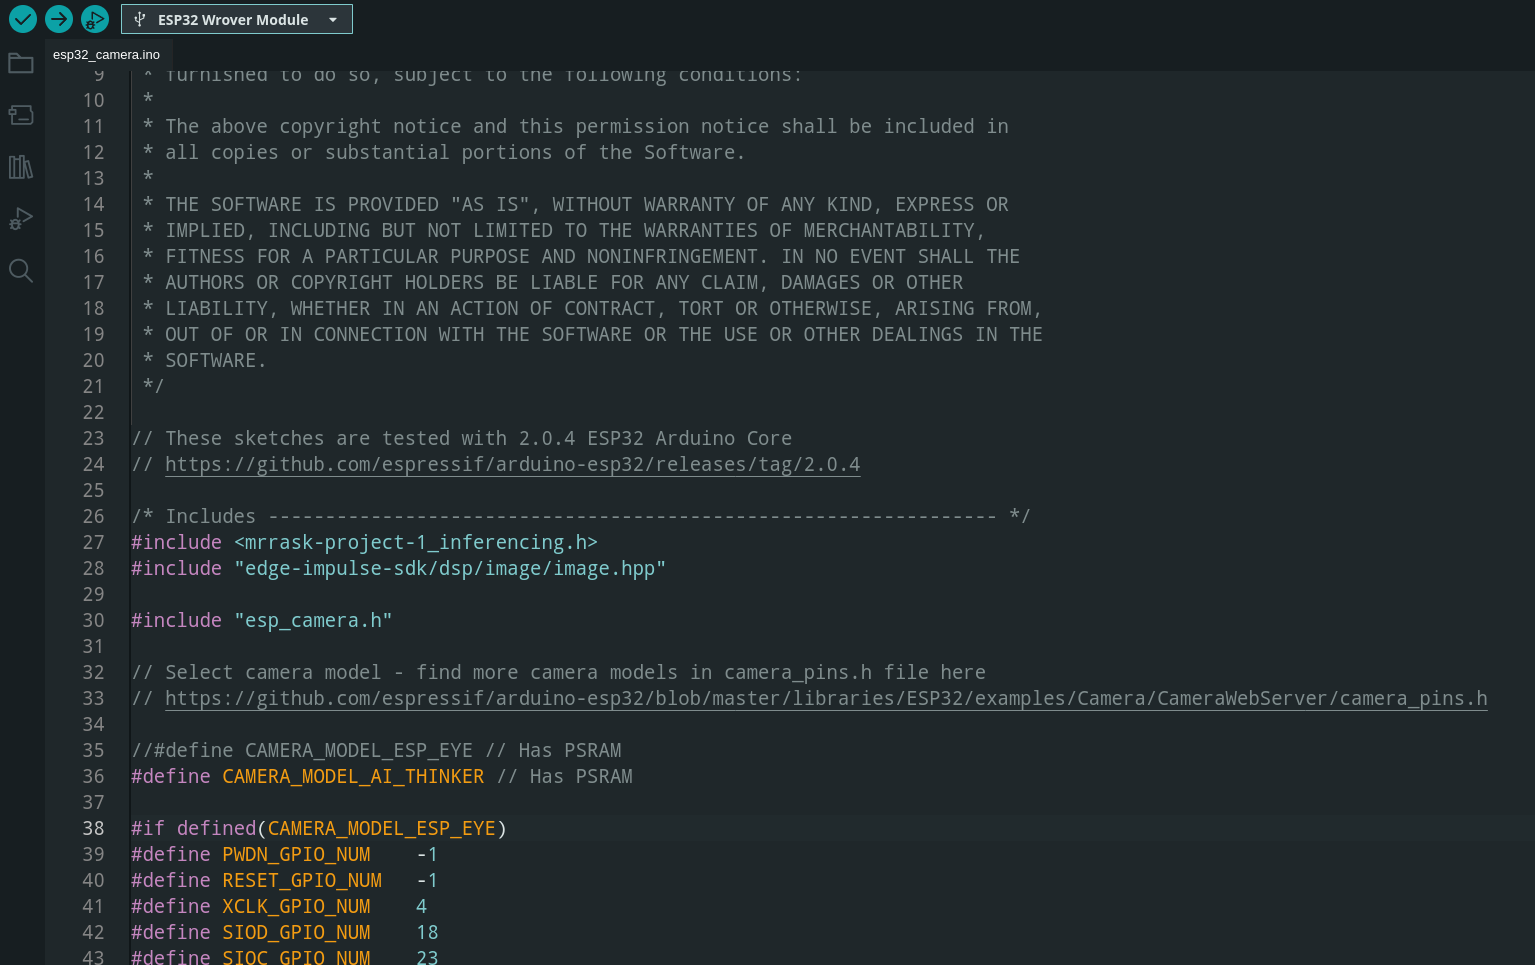 ESP32 Wrover Module
esp32_camera.ino
9 * furnished to do so, subject to the following conditions:
10 *
11 * The above copyright notice and this permission notice shall be included in
12 * all copies or substantial portions of the Software.
13 *
14 * THE SOFTWARE IS PROVIDED "AS IS", WITHOUT WARRANTY OF ANY KIND, EXPRESS OR
15 * IMPLIED, INCLUDING BUT NOT LIMITED TO THE WARRANTIES OF MERCHANTABILITY,
16 * FITNESS FOR A PARTICULAR PURPOSE AND NONINFRINGEMENT. IN NO EVENT SHALL THE
17 * AUTHORS OR COPYRIGHT HOLDERS BE LIABLE FOR ANY CLAIM, DAMAGES OR OTHER
18 * LIABILITY, WHETHER IN AN ACTION OF CONTRACT, TORT OR OTHERWISE, ARISING FROM,
19 * OUT OF OR IN CONNECTION WITH THE SOFTWARE OR THE USE OR OTHER DEALINGS IN THE
20 * SOFTWARE.
21 */
22
23 // These sketches are tested with 2.0.4 ESP32 Arduino Core
24 // https://github.com/espressif/arduino-esp32/releases/tag/2.0.4
25
26 /* Includes ---------------------------------------------------------------- */
27 #include <mrrask-project-1_inferencing.h>
28 #include "edge-impulse-sdk/dsp/image/image.hpp"
29
30 #include "esp_camera.h"
31
32 // Select camera model - find more camera models in camera_pins.h file here
33 // https://github.com/espressif/arduino-esp32/blob/master/libraries/ESP32/examples/Camera/CameraWebServer/camera_pins.h
34
35 //#define CAMERA_MODEL_ESP_EYE // Has PSRAM
36 #define CAMERA_MODEL_AI_THINKER // Has PSRAM
37
38 #if defined(CAMERA_MODEL_ESP_EYE)
39 #define PWDN_GPIO_NUM    -1
40 #define RESET_GPIO_NUM   -1
41 #define XCLK_GPIO_NUM    4
42 #define SIOD_GPIO_NUM    18
43 #define SIOC_GPIO_NUM    23